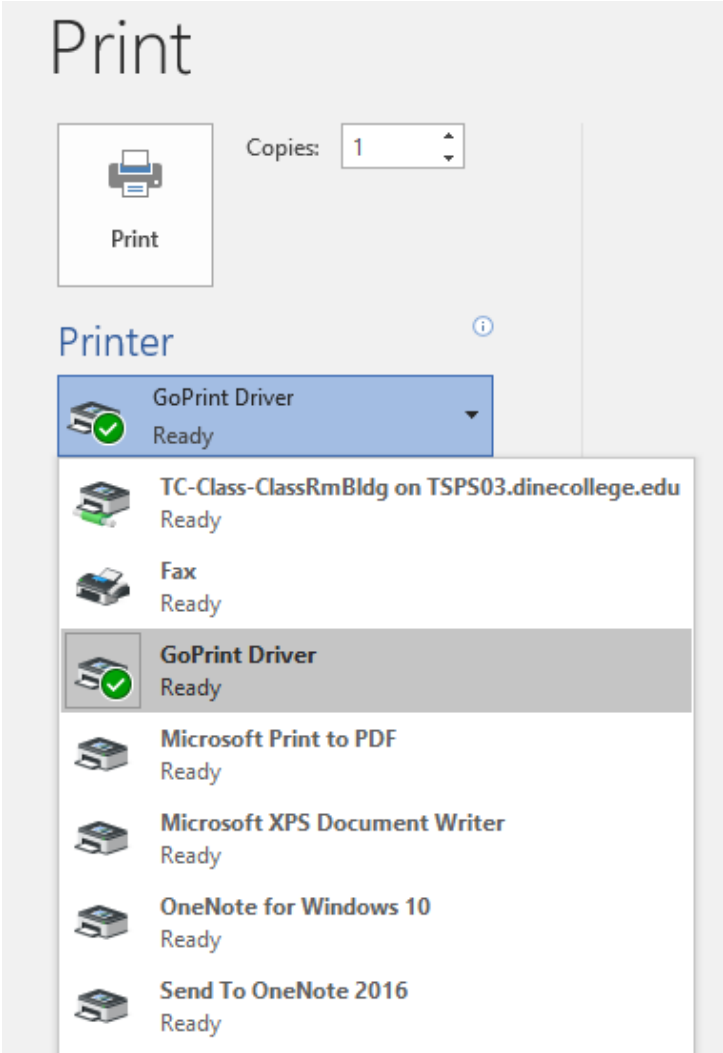 Print
Copies: 1
Print
Printer
GoPrint Driver
Ready
TC-Class-ClassRmBldg on TSPS03.dinecollege.edu
Ready
Fax
Ready
GoPrint Driver
Ready
Microsoft Print to PDF
Ready
Microsoft XPS Document Writer
Ready
OneNote for Windows 10
Ready
Send To OneNote 2016
Ready